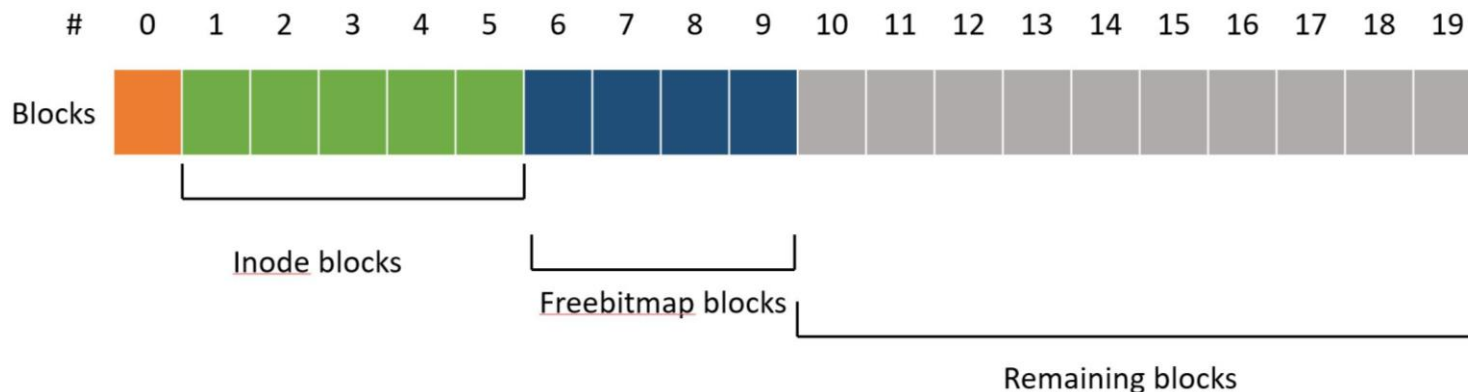 # 0 1 2 3 4 5 6 7 8 9 10 11 12 13 14 15 16 17 18 19
Blocks
Inode blocks
Freebitmap blocks
Remaining blocks